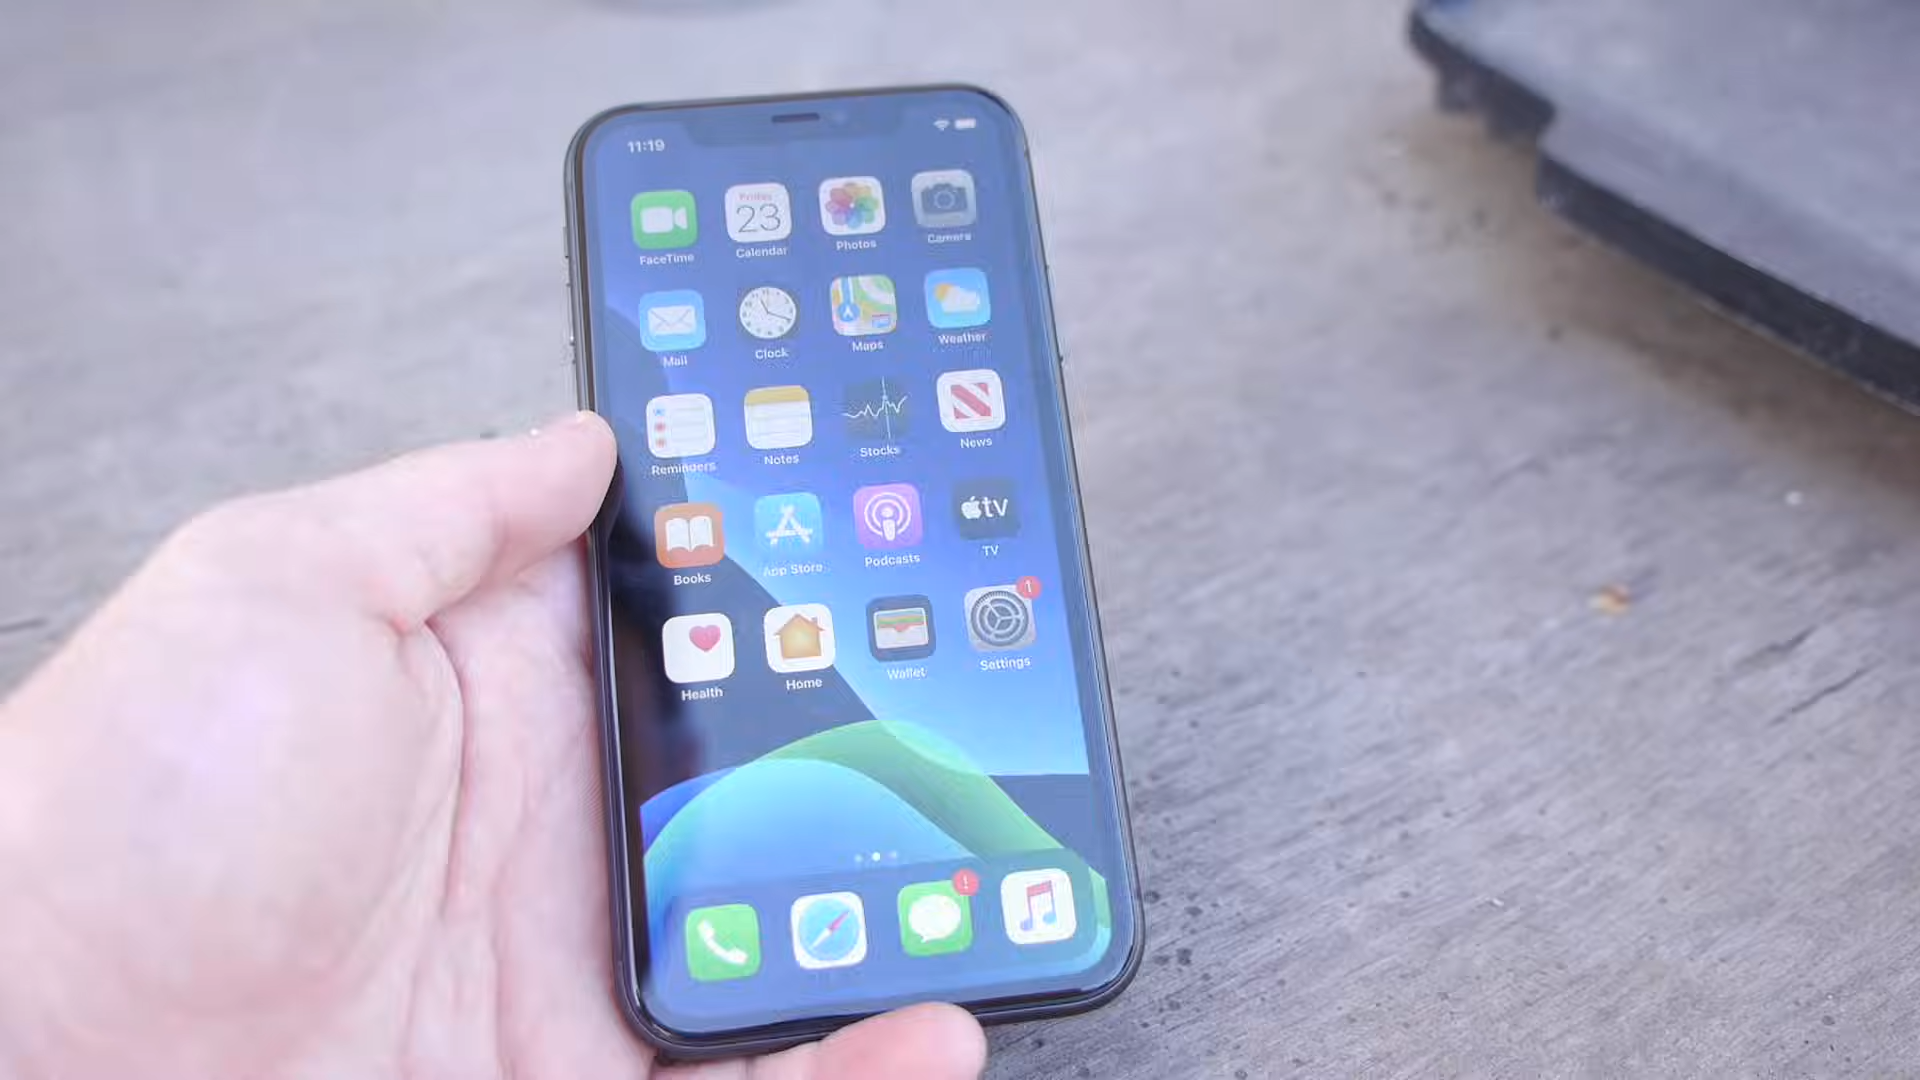 11:19
FaceTime
Friday
23
Calendar
Photos
Camera
Mail
Clock
Maps
Weather
Reminders
Notes
Stocks
News
Books
App Store
Podcasts
tv
TV
1
Health
Home
Wallet
Settings
!